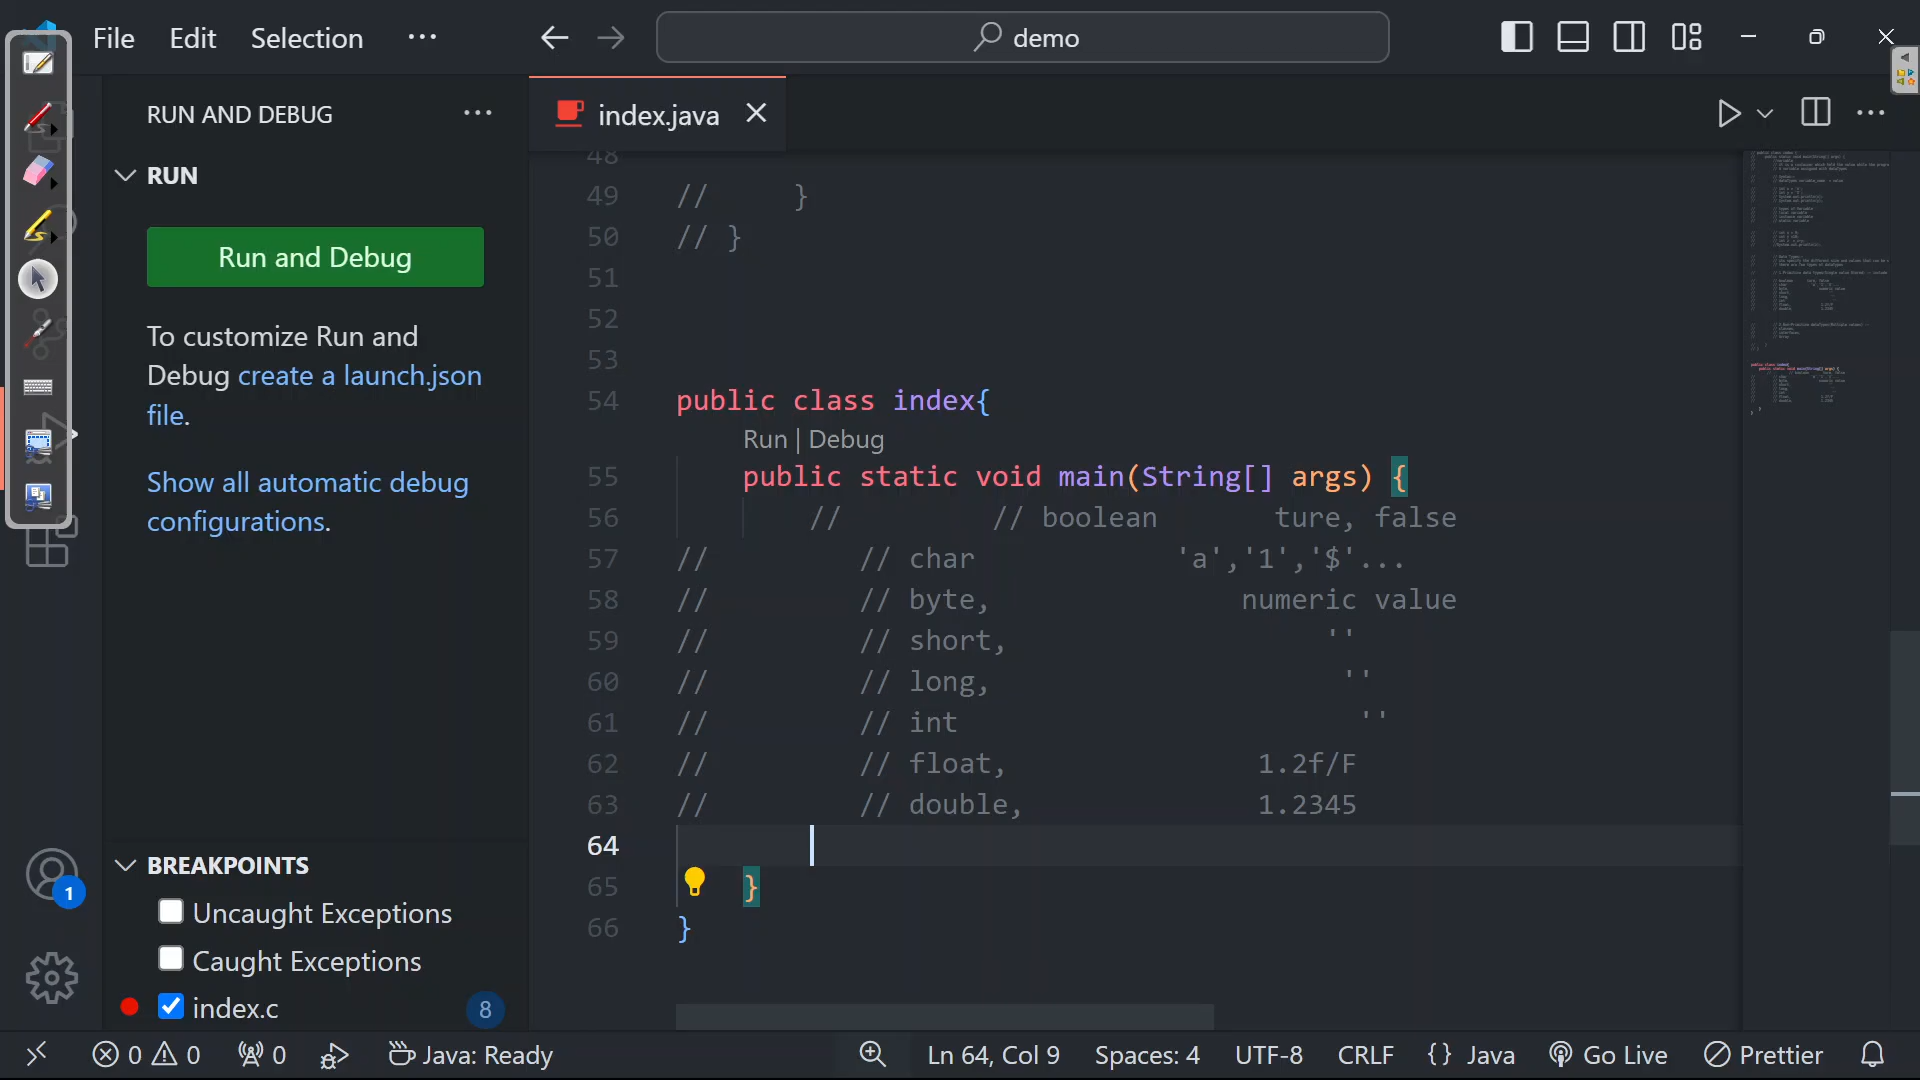 File Edit Selection ··· demo
RUN AND DEBUG ···
index.java
RUN
Run and Debug
To customize Run and
Debug create a launch.json
file.
Show all automatic debug
configurations.
1
BREAKPOINTS
Uncaught Exceptions
Caught Exceptions
index.c 8
48
49 // }
50 // }
51
52
53
54 public class index{
Run | Debug
55 public static void main(String[] args) {
56 // // boolean ture, false
57 // // char 'a','1','$'...
58 // // byte, numeric value
59 // // short, ''
60 // // long, ''
61 // // int ''
62 // // float, 1.2f/F
63 // // double, 1.2345
64
65 }
66 }
0 0 0 Java: Ready Ln 64, Col 9 Spaces: 4 UTF-8 CRLF {} Java Go Live Prettier